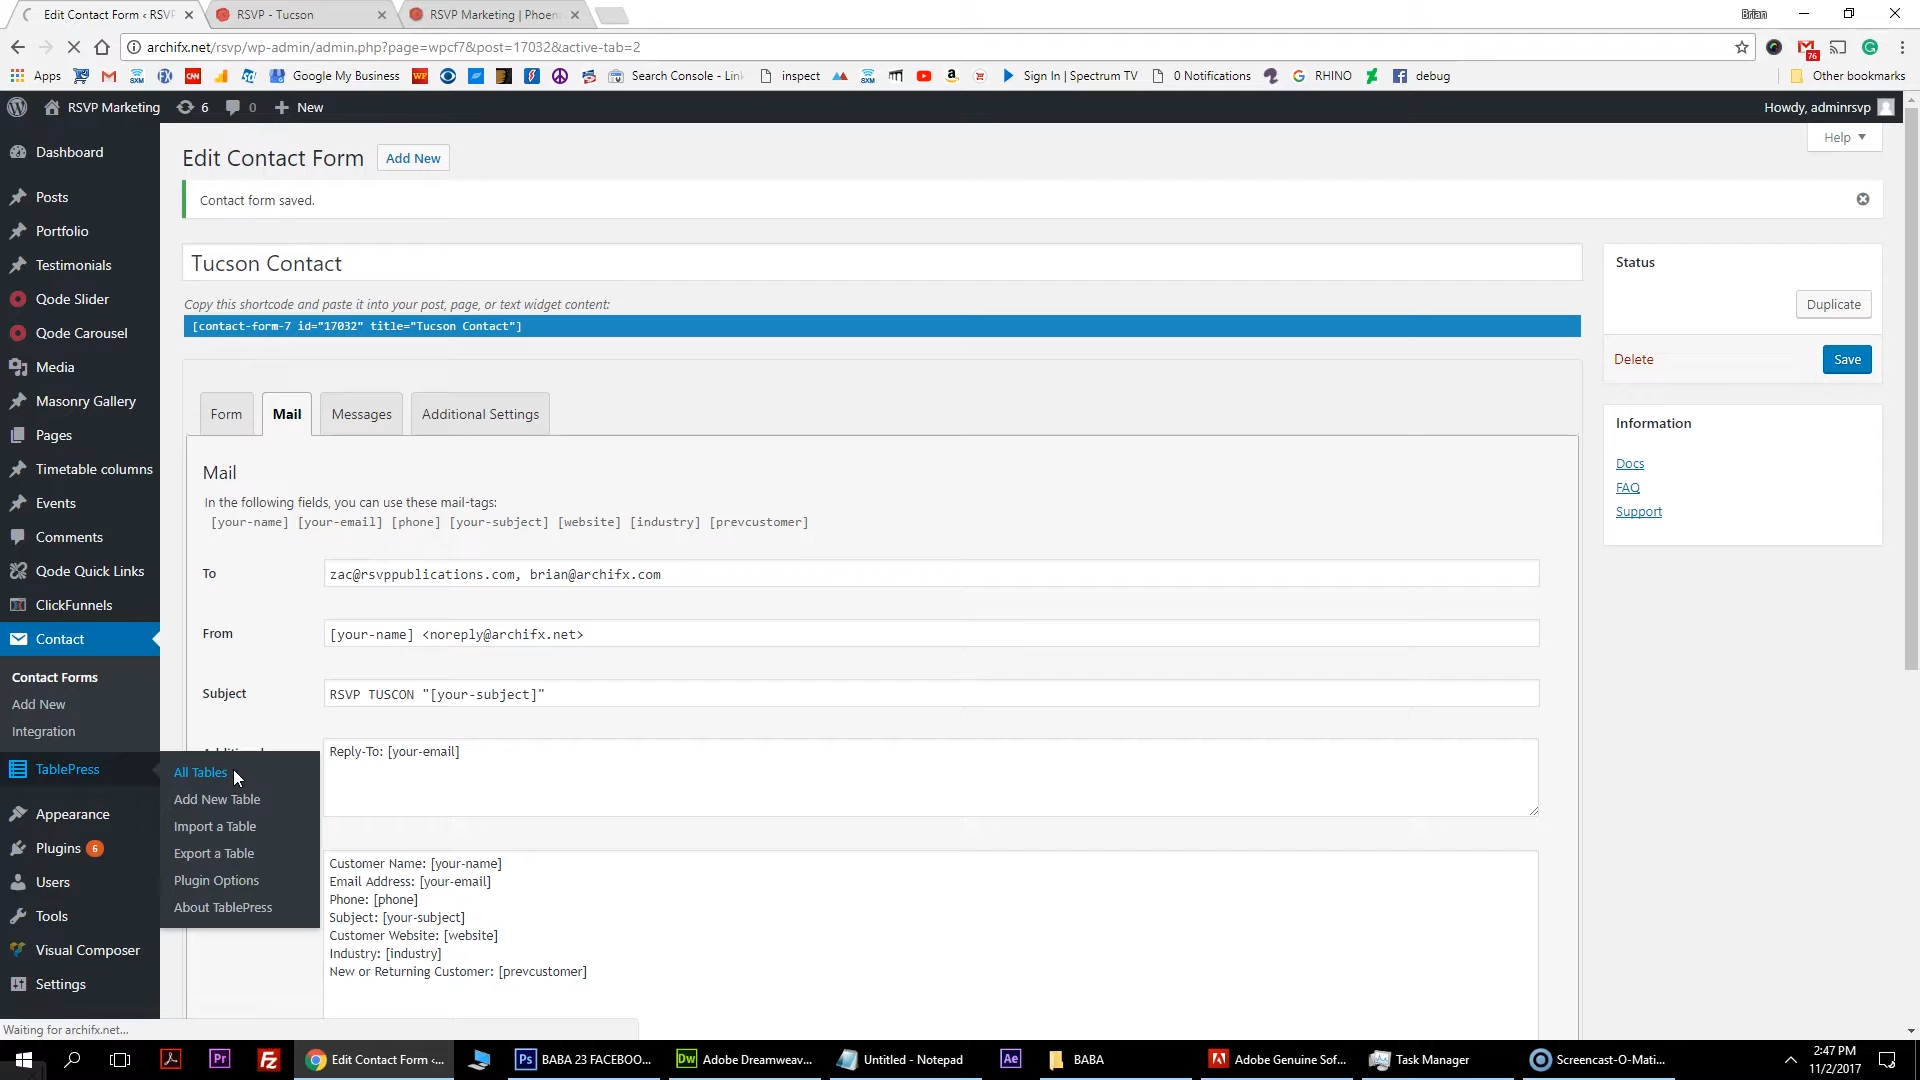 Edit Contact Form ‹ RSV
RSVP - Tucson
RSVP Marketing | Phoen
Brian
archifx.net/rsvp/wp-admin/admin.php?page=wpcf7&post=17032&active-tab=2
76
Apps
Google My Business
Search Console - Link
inspect
Sign In | Spectrum TV
0 Notifications
RHINO
debug
Other bookmarks
RSVP Marketing
6
0
New
Howdy, adminrsvp
Help
Dashboard
Posts
Portfolio
Testimonials
Qode Slider
Qode Carousel
Media
Masonry Gallery
Pages
Timetable columns
Events
Comments
Qode Quick Links
ClickFunnels
Contact
Contact Forms
Add New
Integration
TablePress
Appearance
Plugins 6
Users
Tools
Visual Composer
Settings
All Tables
Add New Table
Import a Table
Export a Table
Plugin Options
About TablePress
Edit Contact Form
Add New
Contact form saved.
Tucson Contact
Copy this shortcode and paste it into your post, page, or text widget content:
[contact-form-7 id="17032" title="Tucson Contact"]
Form
Mail
Messages
Additional Settings
Mail
In the following fields, you can use these mail-tags:
[your-name] [your-email] [phone] [your-subject] [website] [industry] [prevcustomer]
To
zac@rsvppublications.com, brian@archifx.com
From
[your-name] <noreply@archifx.net>
Subject
RSVP TUSCON "[your-subject]"
Reply-To: [your-email]
Customer Name: [your-name]
Email Address: [your-email]
Phone: [phone]
Subject: [your-subject]
Customer Website: [website]
Industry: [industry]
New or Returning Customer: [prevcustomer]
Status
Duplicate
Delete
Save
Information
Docs
FAQ
Support
Waiting for archifx.net...
Edit Contact Form ‹...
BABA 23 FACEBOO...
Adobe Dreamweav...
Untitled - Notepad
BABA
Adobe Genuine Sof...
Task Manager
Screencast-O-Mati...
2:47 PM
11/2/2017